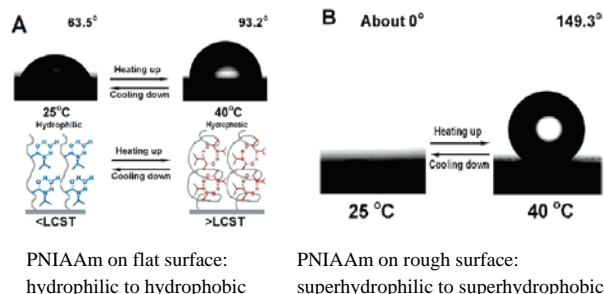 A
63.5°
93.2°
Heating up
Cooling down
25°C
40°C
Hydrophilic
Hydrophobic
Heating up
Cooling down
<LCST
>LCST
PNIAAm on flat surface:
hydrophilic to hydrophobic
B
About 0°
149.3°
Heating up
Cooling down
25 °C
40 °C
PNIAAm on rough surface:
superhydrophilic to superhydrophobic